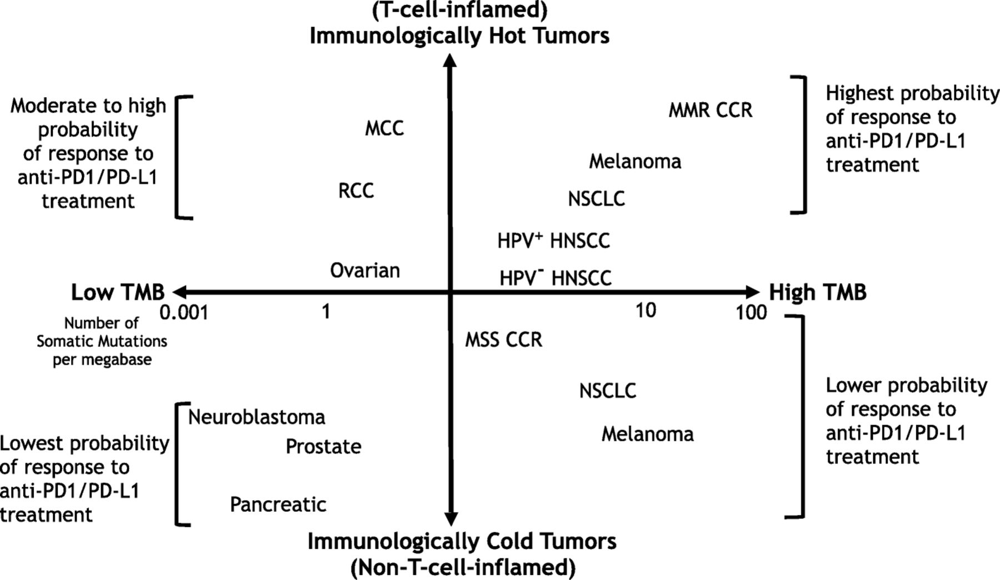 (T-cell-inflamed)
Immunologically Hot Tumors
Moderate to high
probability
of response to
anti-PD1/PD-L1
treatment
MCC
RCC
Ovarian
MMR CCR
Melanoma
NSCLC
HPV+ HNSCC
HPV- HNSCC
Highest probability
of response to
anti-PD1/PD-L1
treatment
Low TMB
High TMB
0.001
1
10
100
Number of
Somatic Mutations
per megabase
MSS CCR
NSCLC
Melanoma
Lower probability
of response to
anti-PD1/PD-L1
treatment
Neuroblastoma
Prostate
Pancreatic
Lowest probability
of response to
anti-PD1/PD-L1
treatment
Immunologically Cold Tumors
(Non-T-cell-inflamed)